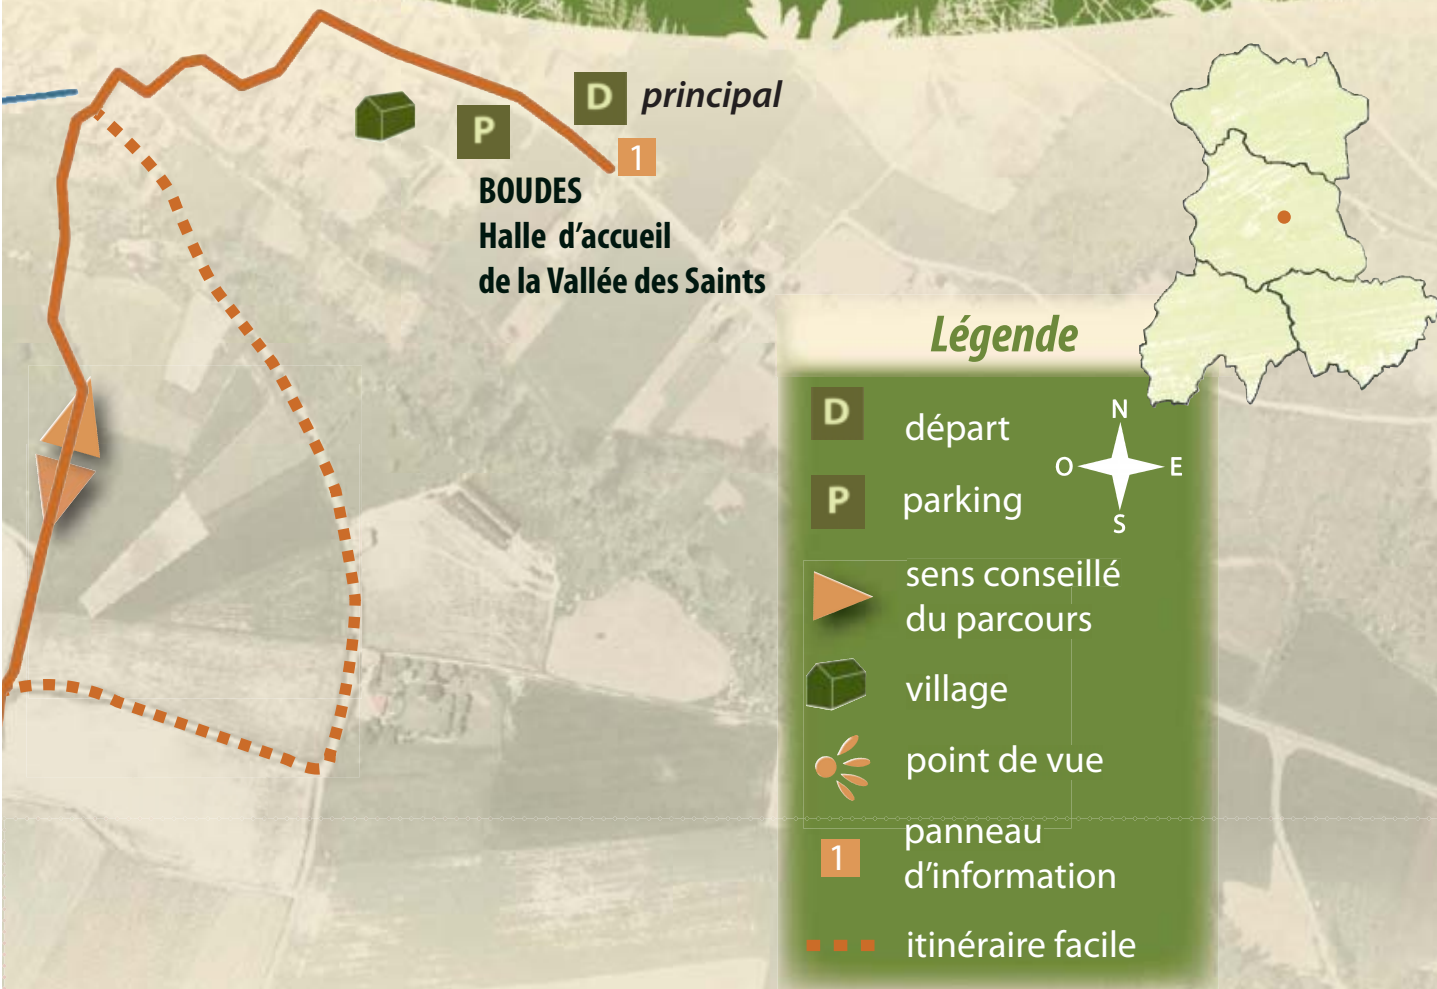 D principal
P
1
BOUDES
Halle d'accueil
de la Vallée des Saints
Légende
D départ
P parking
N
O E
S
sens conseillé
du parcours
village
point de vue
1 panneau
d'information
itinéraire facile